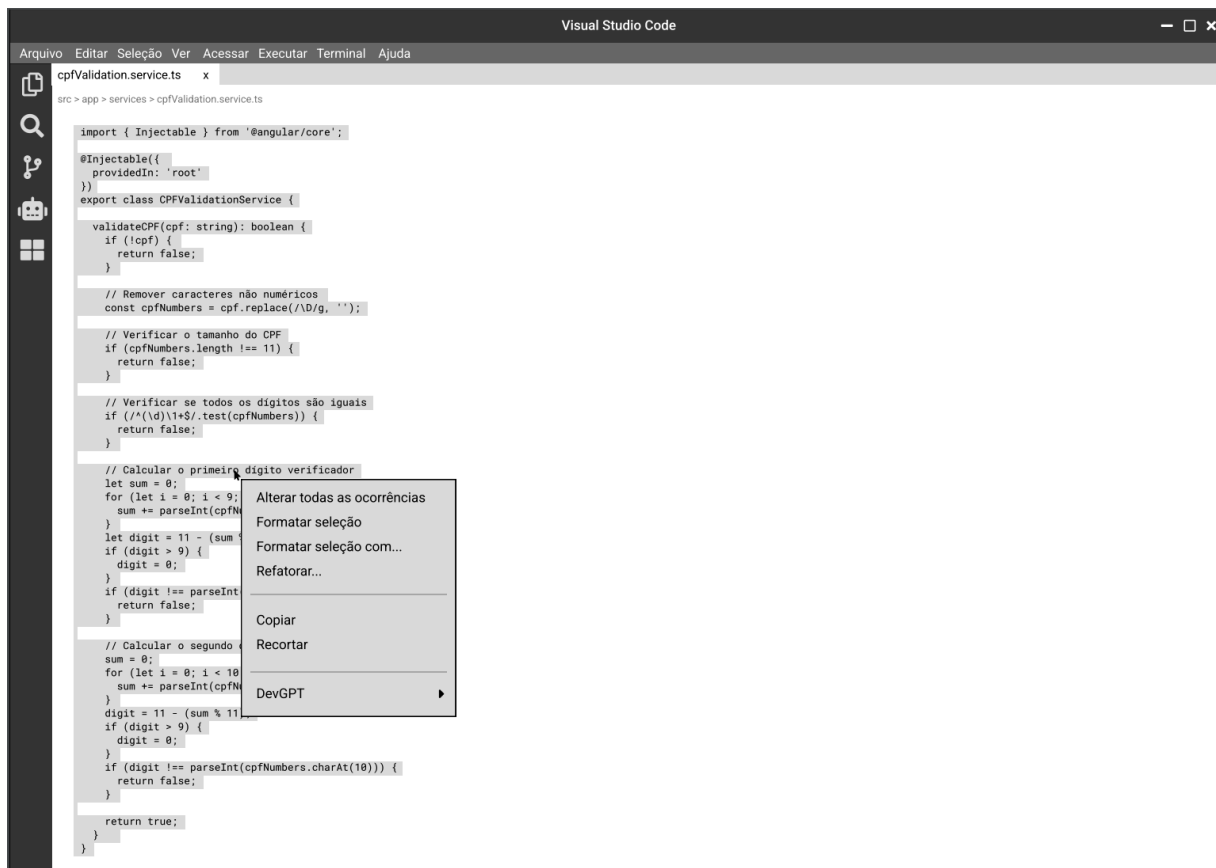 Visual Studio Code
Arquivo Editar Seleção Ver Acessar Executar Terminal Ajuda
cpfValidation.service.ts x
src > app > services > cpfValidation.service.ts
import { Injectable } from '@angular/core';
@Injectable({
providedIn: 'root'
})
export class CPFValidationService {
validateCPF(cpf: string): boolean {
if (!cpf) {
return false;
}
// Remover caracteres não numéricos
const cpfNumbers = cpf.replace(/\D/g, '');
// Verificar o tamanho do CPF
if (cpfNumbers.length !== 11) {
return false;
}
// Verificar se todos os dígitos são iguais
if (/^(\d)\1+$/.test(cpfNumbers)) {
return false;
}
// Calcular o primeiro dígito verificador
let sum = 0;
for (let i = 0; i < 9;
sum += parseInt(cpfN
}
let digit = 11 - (sum %
if (digit > 9) {
digit = 0;
}
if (digit !== parseInt(
return false;
}
// Calcular o segundo
sum = 0;
for (let i = 0; i < 10
sum += parseInt(cpfN
}
digit = 11 - (sum % 11);
if (digit > 9) {
digit = 0;
}
if (digit !== parseInt(cpfNumbers.charAt(10))) {
return false;
}
return true;
}
}
Alterar todas as ocorrências
Formatar seleção
Formatar seleção com...
Refatorar...
Copiar
Recortar
DevGPT